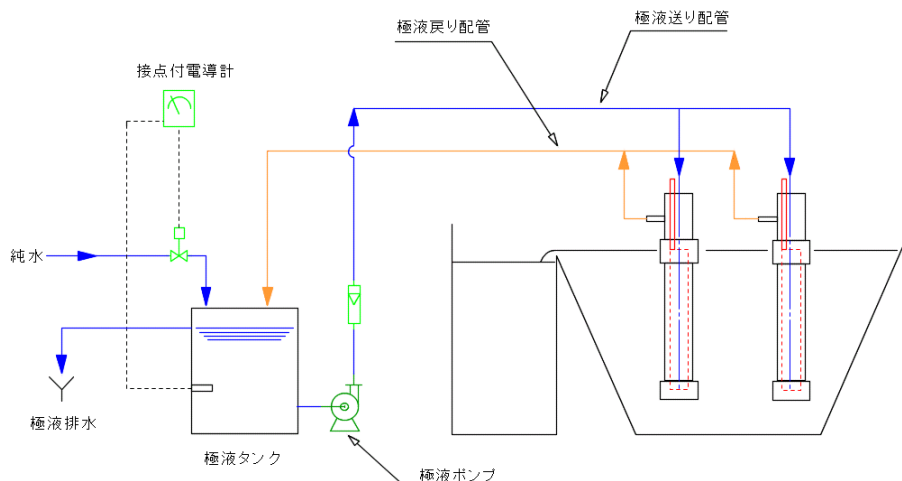 極液送り配管
極液戻り配管
接点付電導計
純水
極液排水
極液タンク
極液ポンプ